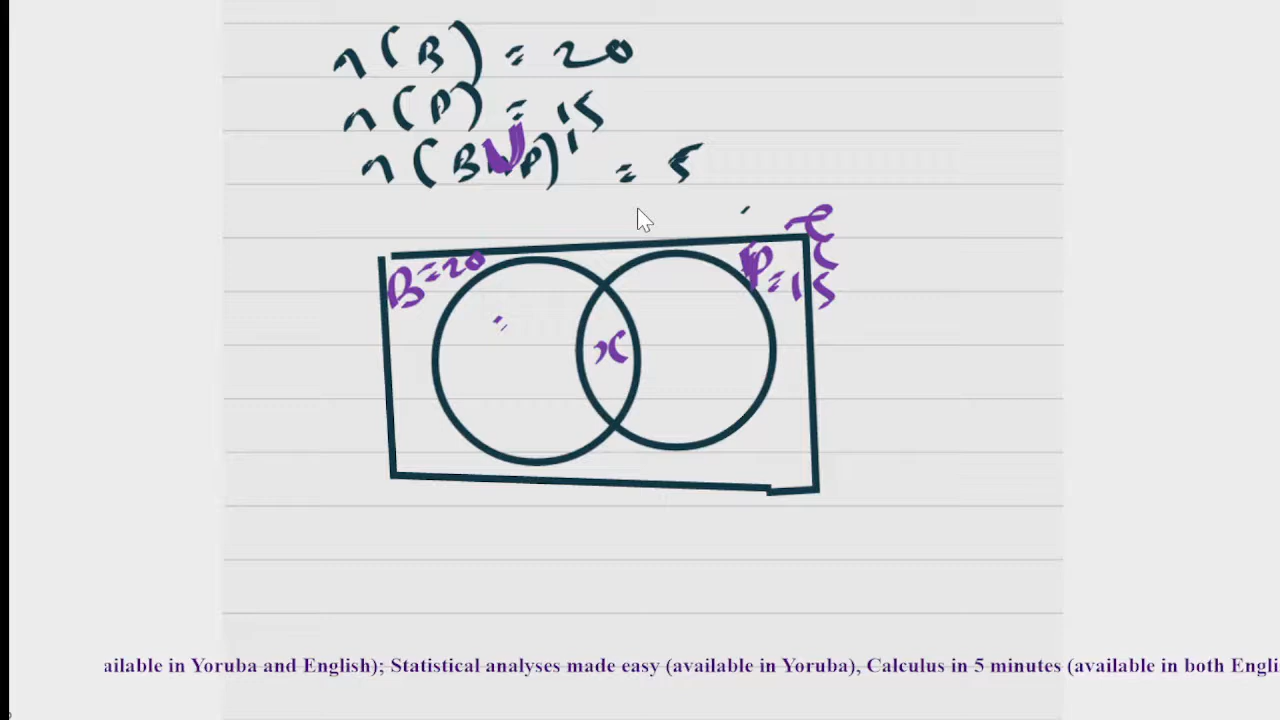 n(B) = 20
n(P) = 15
n(B∪P)' = 5
B=20
P=15
x
ailable in Yoruba and English); Statistical analyses made easy (available in Yoruba), Calculus in 5 minutes (available in both Engli